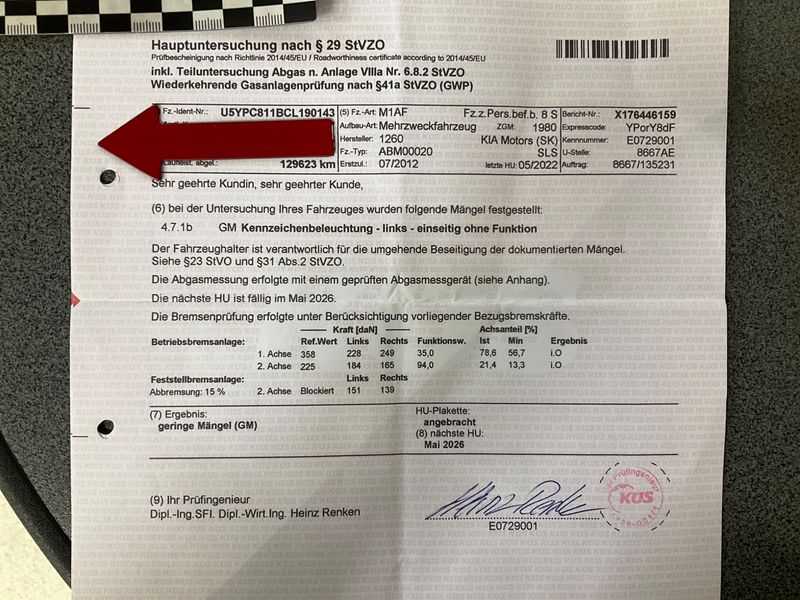 Hauptuntersuchung nach § 29 StVZO
Prüfbescheinigung nach Richtlinie 2014/45/EU / Roadworthiness certificate according to 2014/45/EU
inkl. Teiluntersuchung Abgas n. Anlage VIIIa Nr. 6.8.2 StVZO
Wiederkehrende Gasanlagenprüfung nach §41a StVZO (GWP)
Fz.-Ident-Nr.: U5YPC811BCL190143 (5) Fz.-Art: M1AF Fz.z.Pers.bef.b. 8 S Bericht-Nr.: X176446159
Aufbau-Art: Mehrzweckfahrzeug ZGM: 1980 Expresscode: YPorY8dF
Hersteller: 1260 KIA Motors (SK) Kennnummer: E0729001
Fz.-Typ: ABM00020 SLS U-Stelle: 8667AE
Laufleist. abgel.: 129623 km Erstzul.: 07/2012 letzte HU: 05/2022 Auftrag: 8667/135231
Sehr geehrte Kundin, sehr geehrter Kunde,
(6) bei der Untersuchung Ihres Fahrzeuges wurden folgende Mängel festgestellt:
4.7.1b GM Kennzeichenbeleuchtung - links - einseitig ohne Funktion
Der Fahrzeughalter ist verantwortlich für die umgehende Beseitigung der dokumentierten Mängel.
Siehe §23 StVO und §31 Abs.2 StVZO.
Die Abgasmessung erfolgte mit einem geprüften Abgasmessgerät (siehe Anhang).
Die nächste HU ist fällig im Mai 2026.
Die Bremsenprüfung erfolgte unter Berücksichtigung vorliegender Bezugsbremskräfte.
Kraft [daN] Achsanteil [%]
Betriebsbremsanlage: Ref.Wert Links Rechts Funktionsw. Ist Min Ergebnis
1. Achse 358 228 249 35,0 78,6 56,7 i.O
2. Achse 225 184 165 94,0 21,4 13,3 i.O
Feststellbremsanlage: Links Rechts
Abbremsung: 15 % 2. Achse Blockiert 151 139
(7) Ergebnis:
geringe Mängel (GM)
HU-Plakette:
angebracht
(8) nächste HU:
Mai 2026
(9) Ihr Prüfingenieur
Dipl.-Ing.SFI. Dipl.-Wirt.Ing. Heinz Renken
E0729001
KÜS